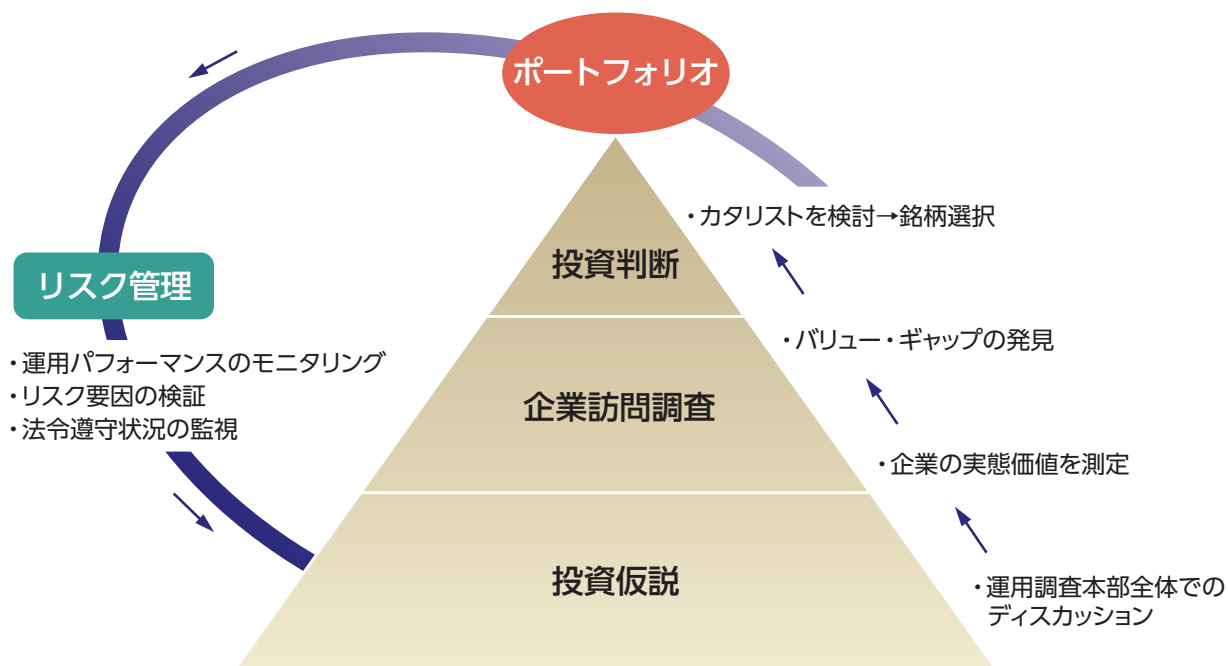 ポートフォリオ
・カタリストを検討→銘柄選択
投資判断
リスク管理
・バリュー・ギャップの発見
・運用パフォーマンスのモニタリング
・リスク要因の検証
・法令遵守状況の監視
企業訪問調査
・企業の実態価値を測定
投資仮説
・運用調査本部全体での
ディスカッション